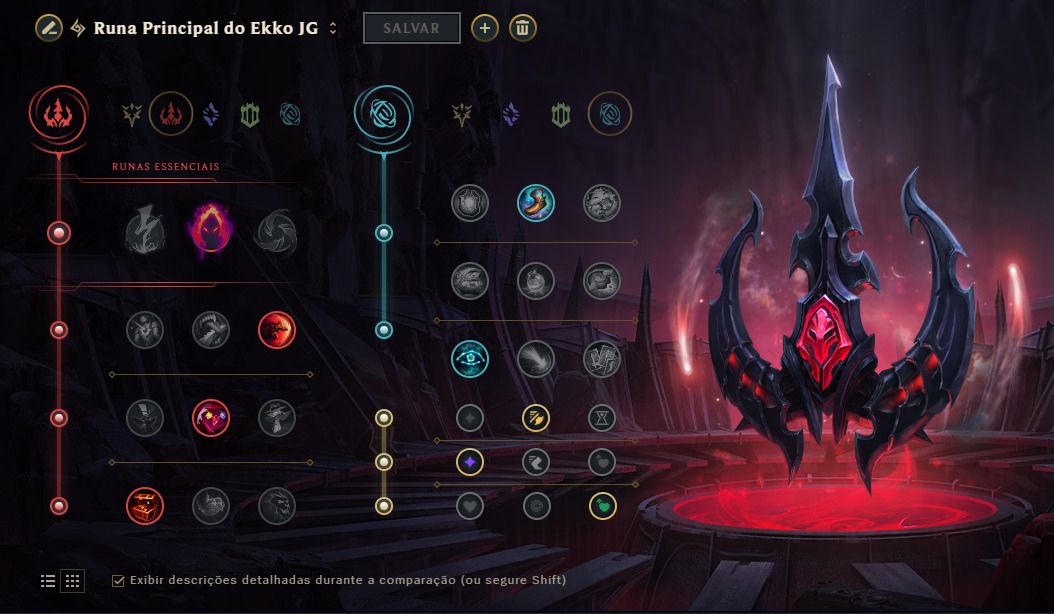 Runa Principal do Ekko JG
SALVAR
RUNAS ESSENCIAIS
Exibir descrições detalhadas durante a comparação (ou segure Shift)